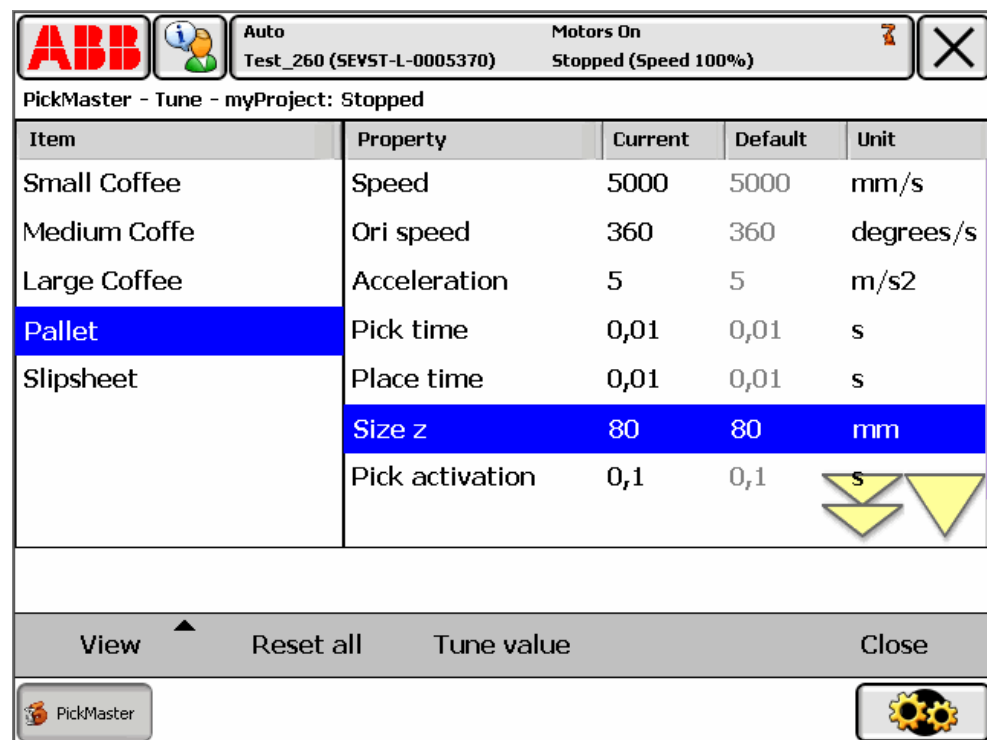 ABB
Auto Motors On
Test_260 (SEVST-L-0005370) Stopped (Speed 100%)
PickMaster - Tune - myProject: Stopped
Item Property Current Default Unit
Small Coffee Speed 5000 5000 mm/s
Medium Coffe Ori speed 360 360 degrees/s
Large Coffee Acceleration 5 5 m/s2
Pallet Pick time 0,01 0,01 s
Slipsheet Place time 0,01 0,01 s
Size z 80 80 mm
Pick activation 0,1 0,1 s
View Reset all Tune value Close
PickMaster